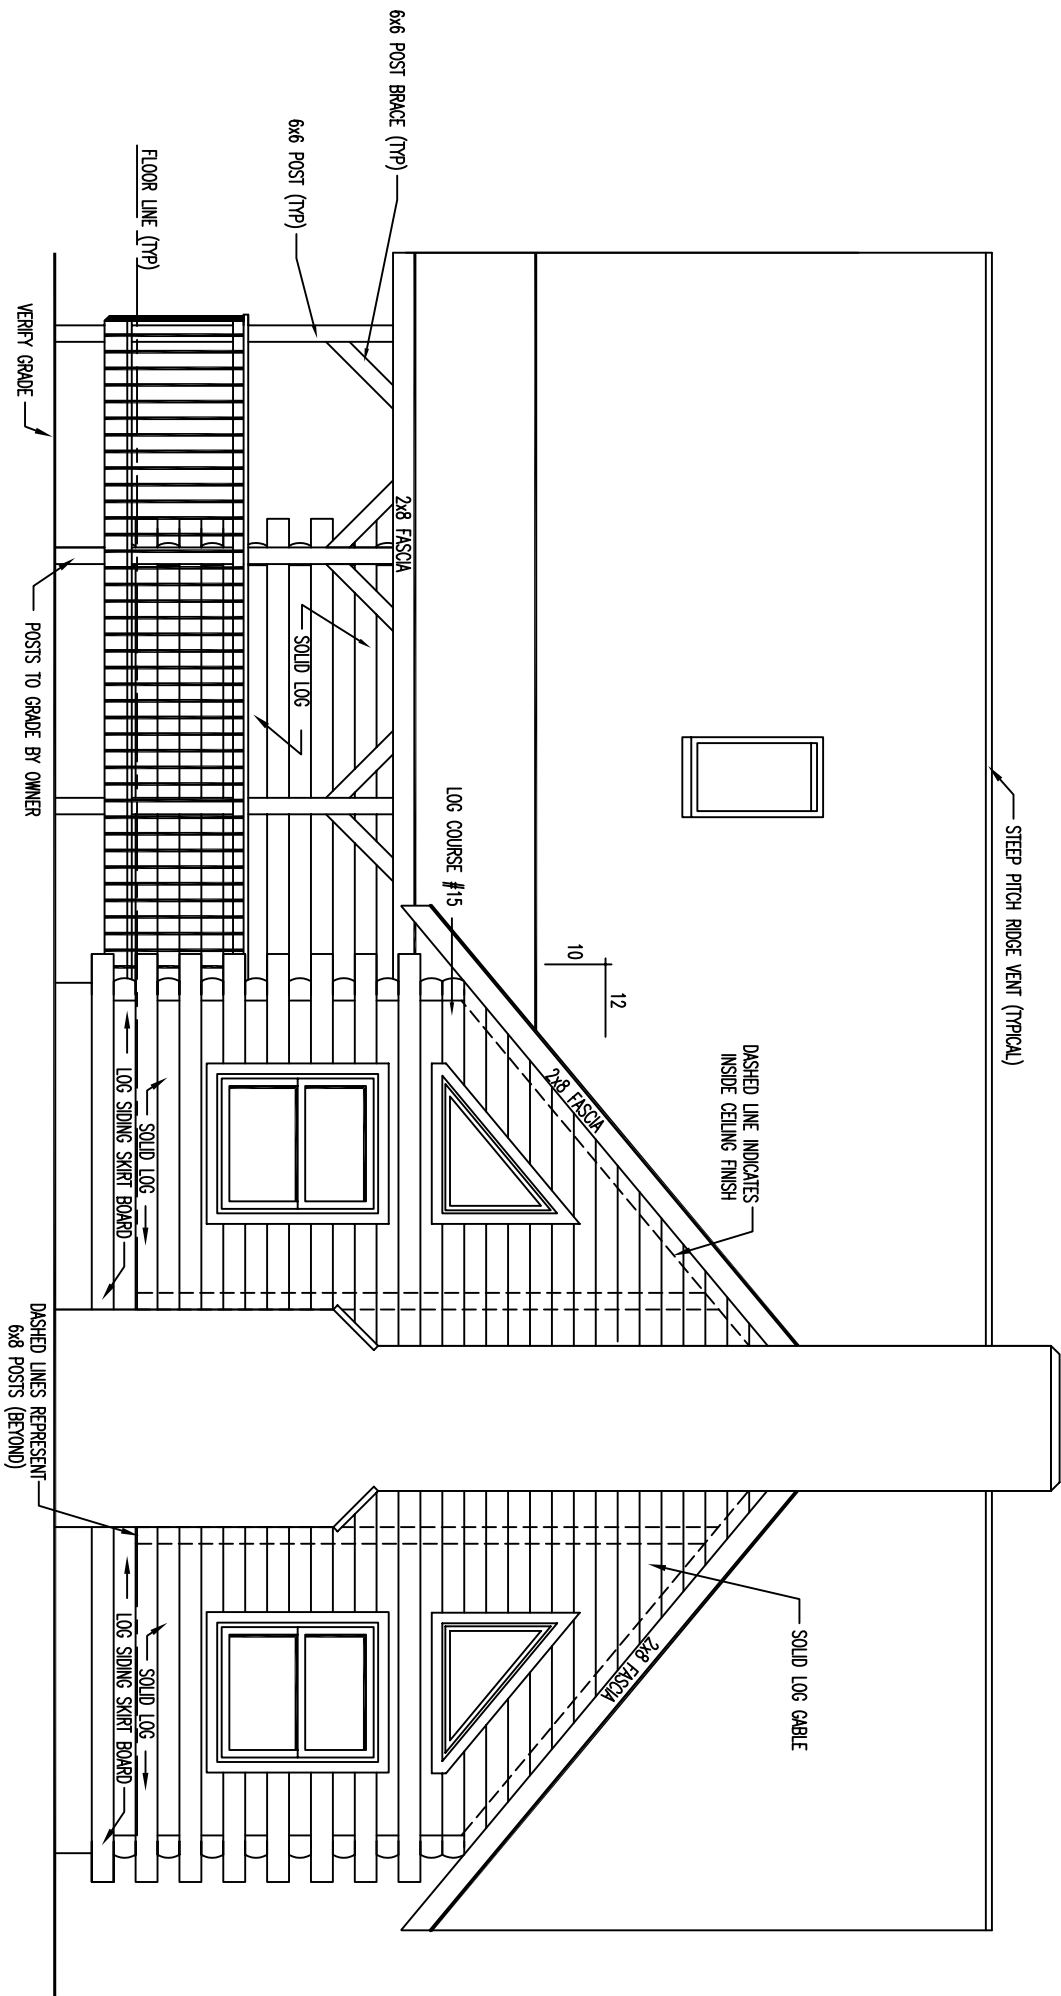 STEEP PITCH RIDGE VENT (TYPICAL)
DASHED LINE INDICATES
INSIDE CEILING FINISH
SOLID LOG GABLE
12
10
2x8 FASCIA
2x8 FASCIA
6x6 POST BRACE (TYP)
2x8 FASCIA
LOG COURSE #15
6x6 POST (TYP)
SOLID LOG
FLOOR LINE (TYP)
SOLID LOG
SOLID LOG
LOG SIDING SKIRT BOARD
LOG SIDING SKIRT BOARD
VERIFY GRADE
POSTS TO GRADE BY OWNER
DASHED LINES REPRESENT
6x8 POSTS (BEYOND)